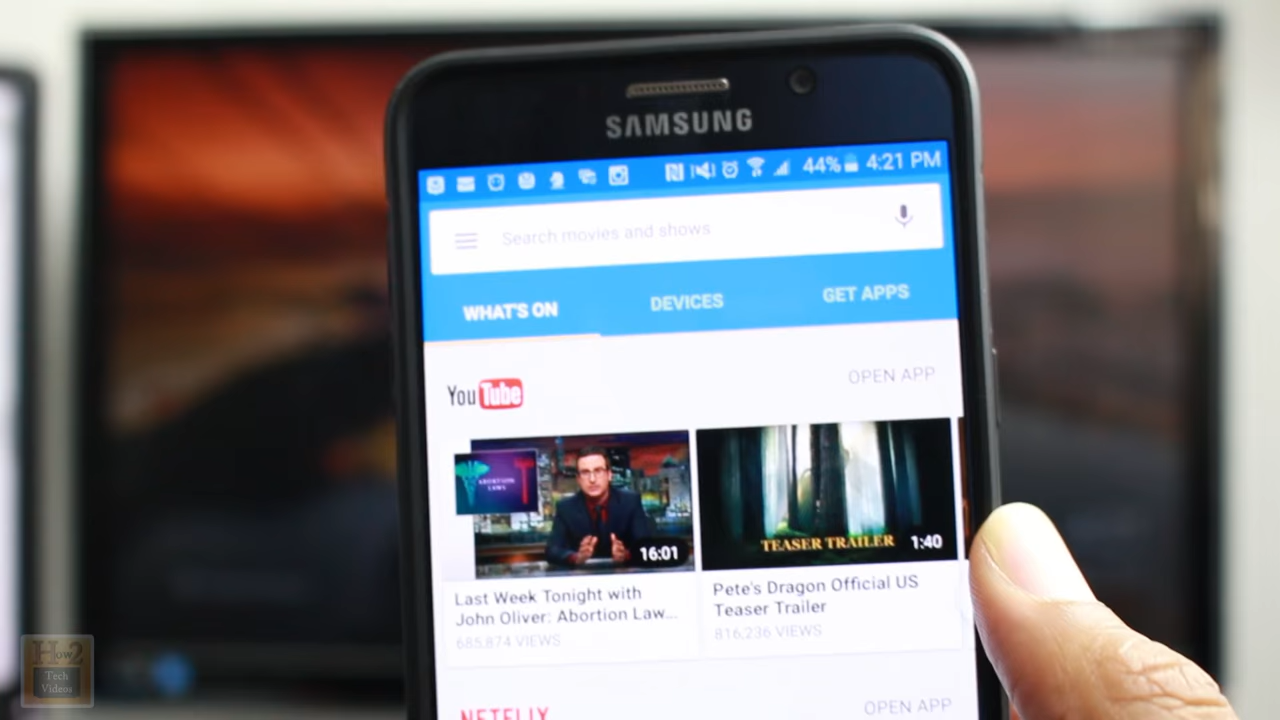 SAMSUNG
44% 4:21 PM
Search movies and shows
WHAT'S ON DEVICES GET APPS
YouTube OPEN APP
ABORTION
LAWS
16:01
TEASER TRAILER 1:40
Last Week Tonight with
John Oliver: Abortion Law...
685,874 VIEWS
Pete's Dragon Official US
Teaser Trailer
816,236 VIEWS
NETFLIX OPEN APP
How2
Tech
Videos